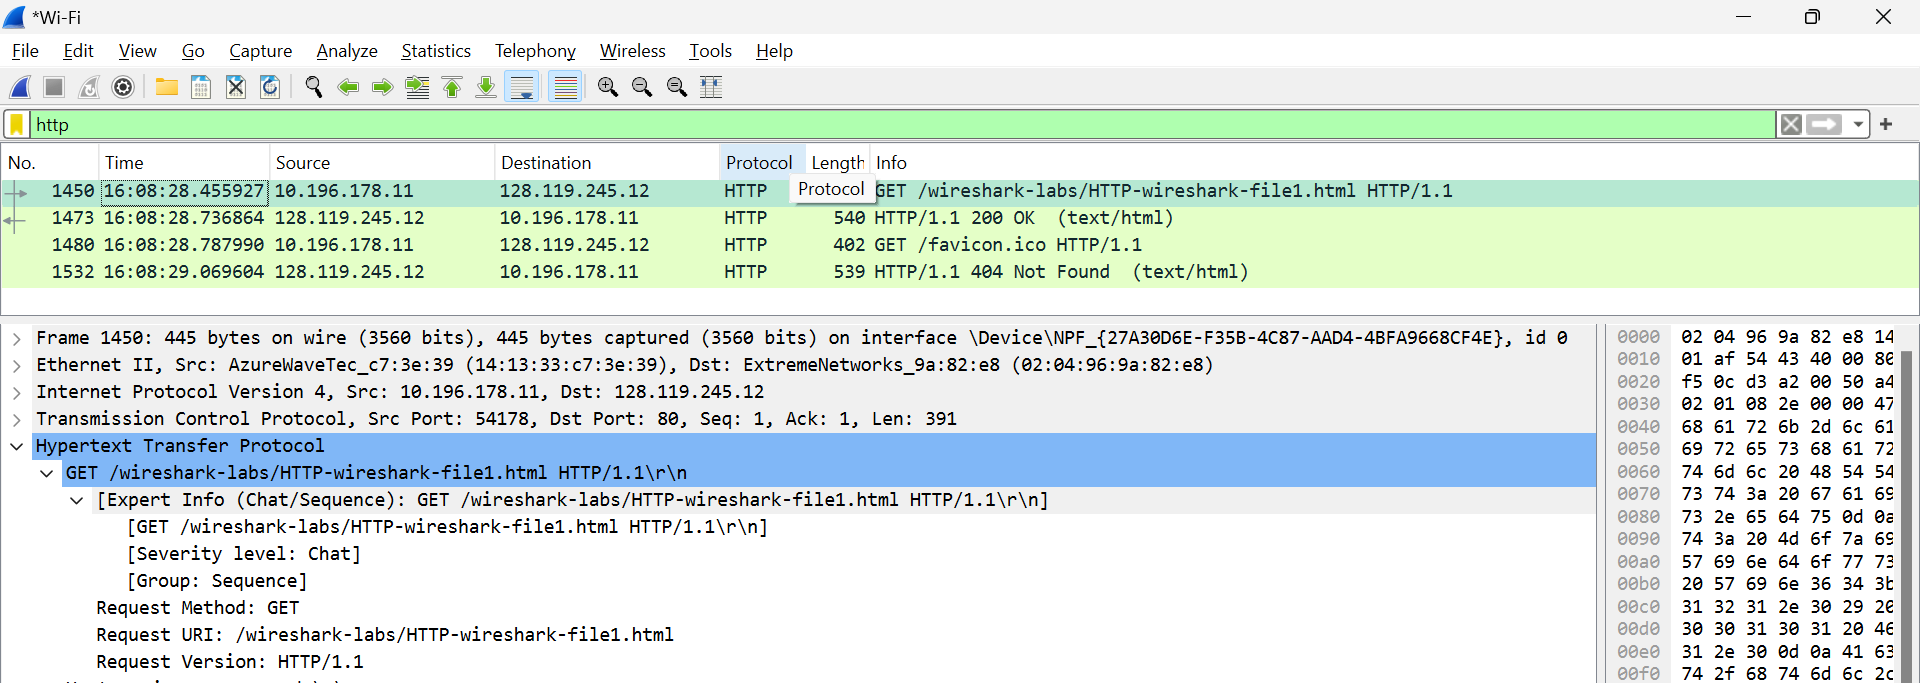 *Wi-Fi
File Edit View Go Capture Analyze Statistics Telephony Wireless Tools Help
http
No. Time Source Destination Protocol Length Info
1450 16:08:28.455927 10.196.178.11 128.119.245.12 HTTP GET /wireshark-labs/HTTP-wireshark-file1.html HTTP/1.1
Protocol
1473 16:08:28.736864 128.119.245.12 10.196.178.11 HTTP 540 HTTP/1.1 200 OK (text/html)
1480 16:08:28.787990 10.196.178.11 128.119.245.12 HTTP 402 GET /favicon.ico HTTP/1.1
1532 16:08:29.069604 128.119.245.12 10.196.178.11 HTTP 539 HTTP/1.1 404 Not Found (text/html)
Frame 1450: 445 bytes on wire (3560 bits), 445 bytes captured (3560 bits) on interface \Device\NPF_{27A30D6E-F35B-4C87-AAD4-4BFA9668CF4E}, id 0
Ethernet II, Src: AzureWaveTec_c7:3e:39 (14:13:33:c7:3e:39), Dst: ExtremeNetworks_9a:82:e8 (02:04:96:9a:82:e8)
Internet Protocol Version 4, Src: 10.196.178.11, Dst: 128.119.245.12
Transmission Control Protocol, Src Port: 54178, Dst Port: 80, Seq: 1, Ack: 1, Len: 391
Hypertext Transfer Protocol
GET /wireshark-labs/HTTP-wireshark-file1.html HTTP/1.1\r\n
[Expert Info (Chat/Sequence): GET /wireshark-labs/HTTP-wireshark-file1.html HTTP/1.1\r\n]
[GET /wireshark-labs/HTTP-wireshark-file1.html HTTP/1.1\r\n]
[Severity level: Chat]
[Group: Sequence]
Request Method: GET
Request URI: /wireshark-labs/HTTP-wireshark-file1.html
Request Version: HTTP/1.1
0000 02 04 96 9a 82 e8 14
0010 01 af 54 43 40 00 80
0020 f5 0c d3 a2 00 50 a4
0030 02 01 08 2e 00 00 47
0040 68 61 72 6b 2d 6c 61
0050 69 72 65 73 68 61 72
0060 74 6d 6c 20 48 54 54
0070 73 74 3a 20 67 61 69
0080 73 2e 65 64 75 0d 0a
0090 74 3a 20 4d 6f 7a 69
00a0 57 69 6e 64 6f 77 73
00b0 20 57 69 6e 36 34 3b
00c0 31 32 31 2e 30 29 20
00d0 30 30 31 30 31 20 46
00e0 31 2e 30 0d 0a 41 63
00f0 74 2f 68 74 6d 6c 2c